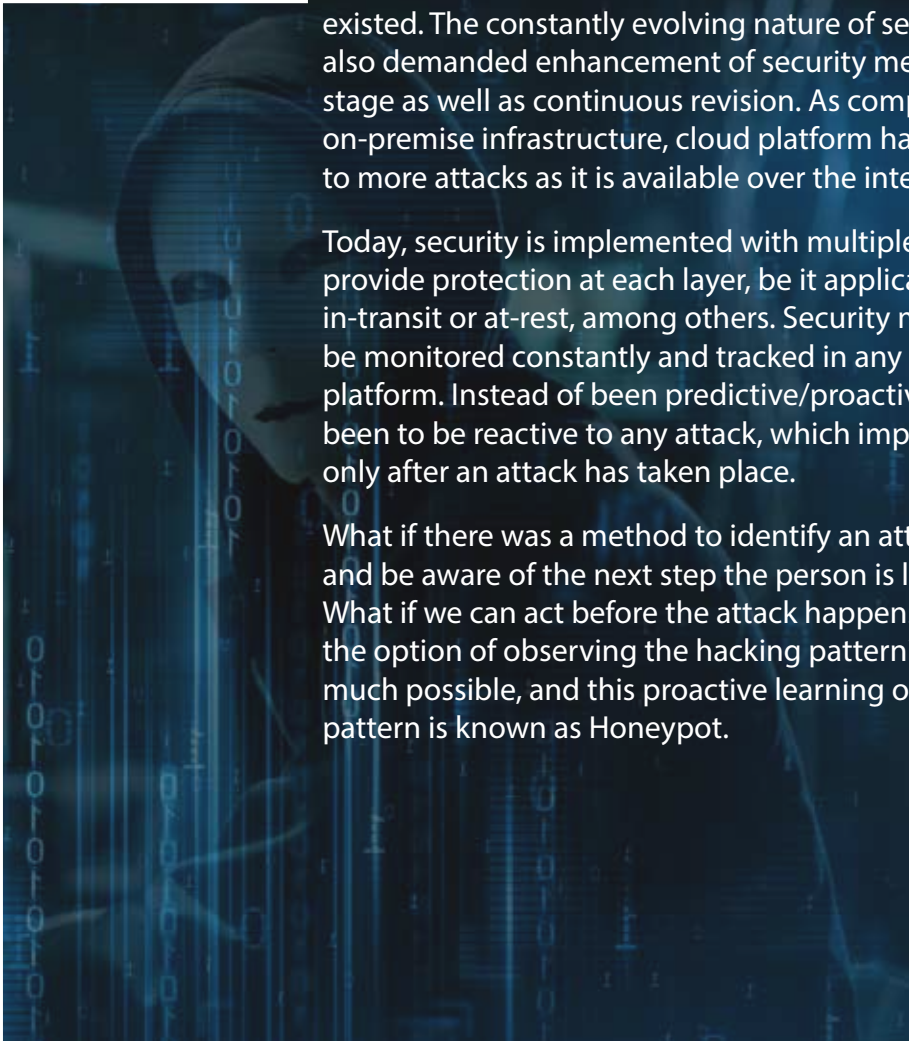 existed. The constantly evolving nature of se
also demanded enhancement of security me
stage as well as continuous revision. As comp
on-premise infrastructure, cloud platform ha
to more attacks as it is available over the inte
Today, security is implemented with multiple
provide protection at each layer, be it applica
in-transit or at-rest, among others. Security m
be monitored constantly and tracked in any
platform. Instead of been predictive/proactiv
been to be reactive to any attack, which imp
only after an attack has taken place.
What if there was a method to identify an att
and be aware of the next step the person is l
What if we can act before the attack happen
the option of observing the hacking pattern
much possible, and this proactive learning o
pattern is known as Honeypot.